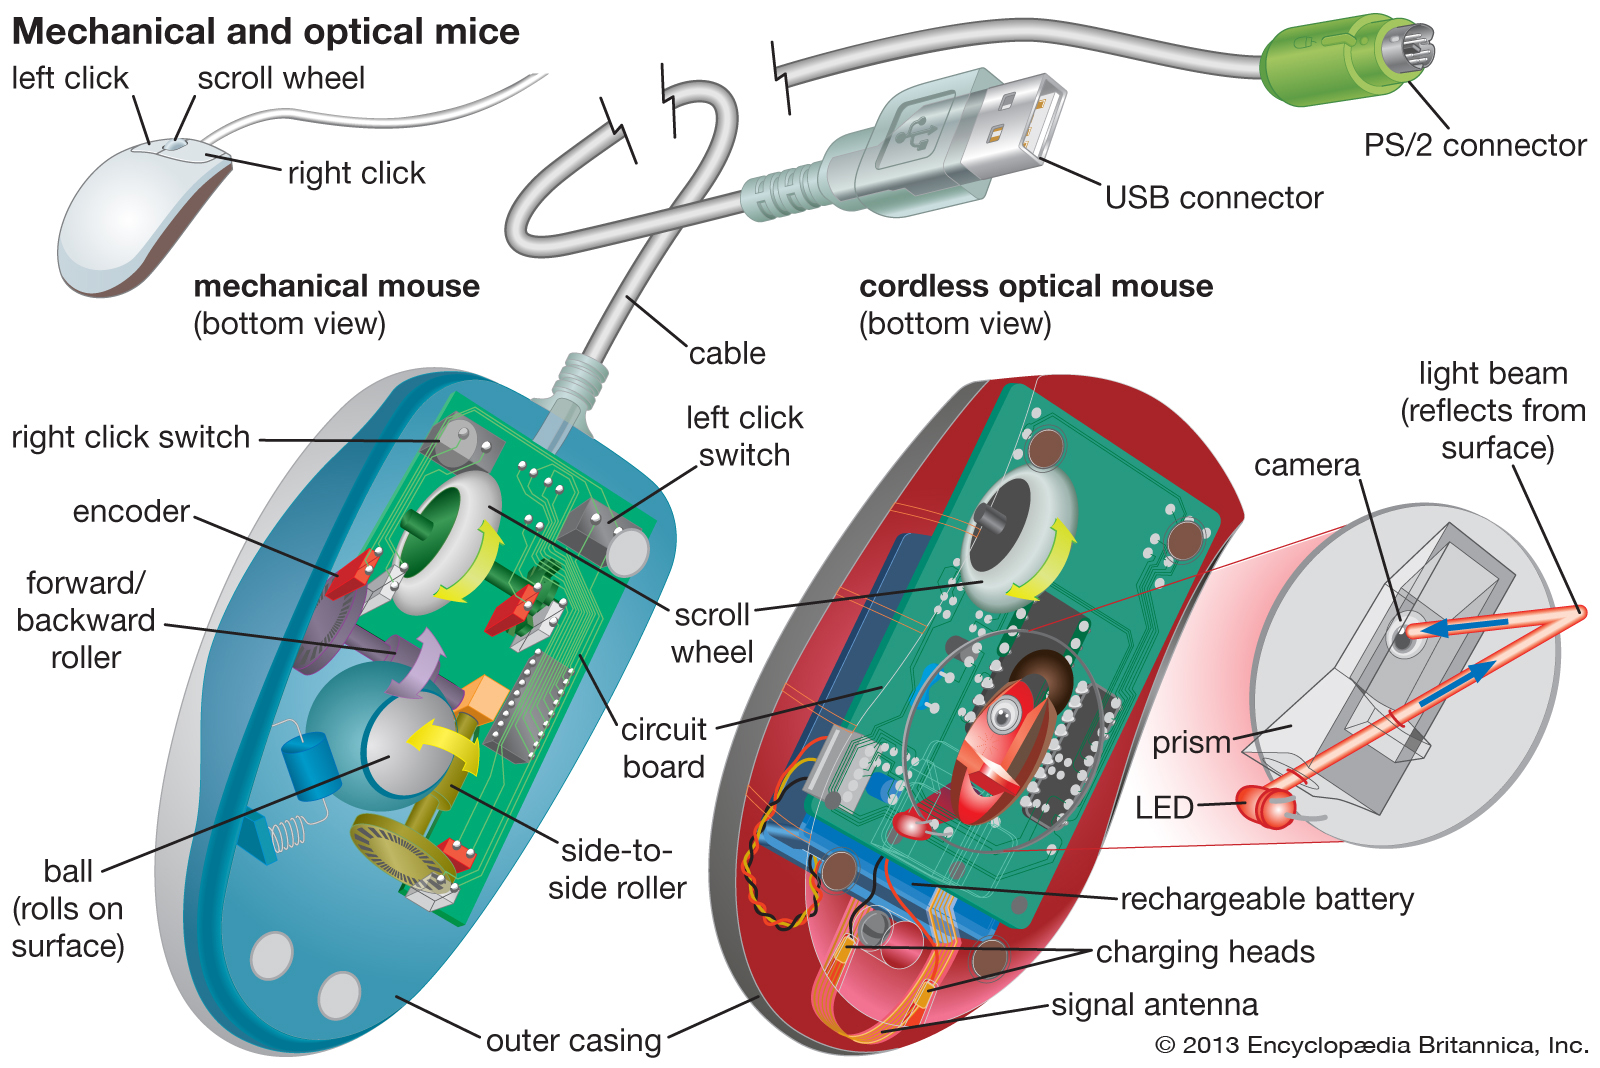 Mechanical and optical mice
left click
scroll wheel
right click
PS/2 connector
USB connector
mechanical mouse
(bottom view)
cordless optical mouse
(bottom view)
cable
right click switch
left click
switch
encoder
forward/
backward
roller
scroll
wheel
circuit
board
ball
(rolls on
surface)
side-to-
side roller
outer casing
light beam
(reflects from
surface)
camera
prism
LED
rechargeable battery
charging heads
signal antenna
© 2013 Encyclopædia Britannica, Inc.